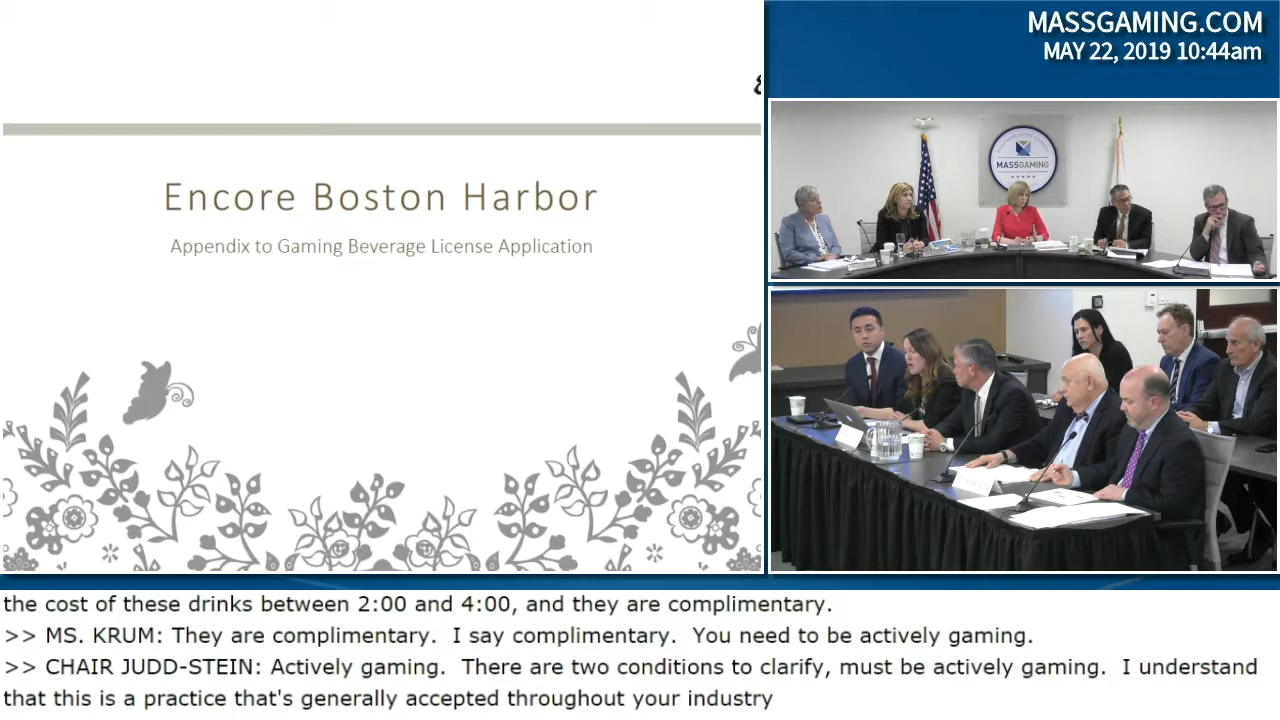 MASSGAMING.COM
MAY 22, 2019 10:44am
Encore Boston Harbor
Appendix to Gaming Beverage License Application
MASSGAMING
the cost of these drinks between 2:00 and 4:00, and they are complimentary.
>> MS. KRUM: They are complimentary.  I say complimentary.  You need to be actively gaming.
>> CHAIR JUDD-STEIN: Actively gaming.  There are two conditions to clarify, must be actively gaming.  I understand
that this is a practice that's generally accepted throughout your industry